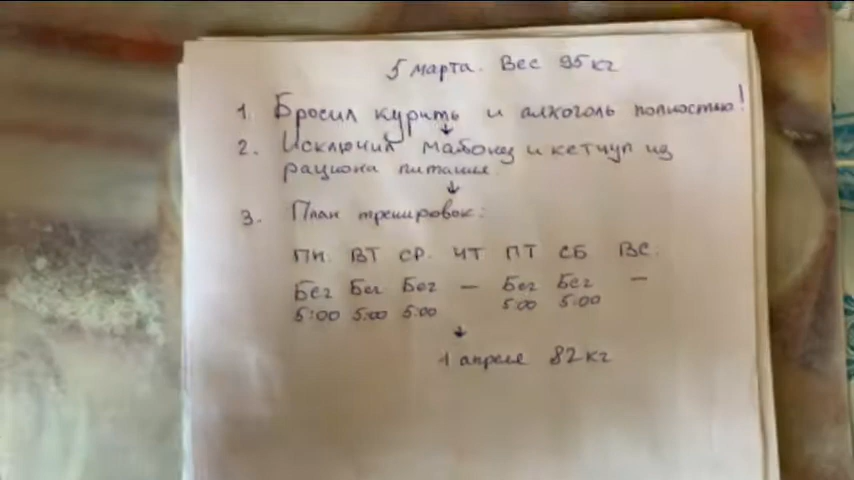 5 марта. Вес 95кг
1. Бросил курить и алкоголь полностью!
2. Исключил майонез и кетчуп из
рациона питания.
3. План тренировок:
ПН. ВТ СР. ЧТ ПТ СБ ВС.
Бег Бег Бег — Бег Бег —
5:00 5:00 5:00 5:00 5:00
1 апреля 82кг